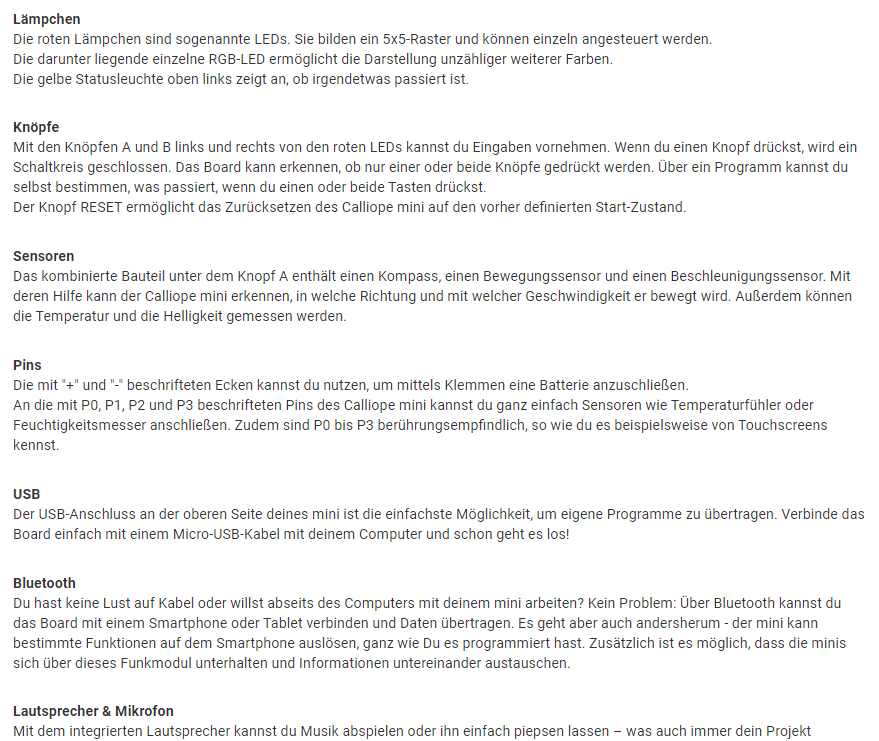 Lämpchen
Die roten Lämpchen sind sogenannte LEDs. Sie bilden ein 5x5-Raster und können einzeln angesteuert werden.
Die darunter liegende einzelne RGB-LED ermöglicht die Darstellung unzähliger weiterer Farben.
Die gelbe Statusleuchte oben links zeigt an, ob irgendetwas passiert ist.
Knöpfe
Mit den Knöpfen A und B links und rechts von den roten LEDs kannst du Eingaben vornehmen. Wenn du einen Knopf drückst, wird ein
Schaltkreis geschlossen. Das Board kann erkennen, ob nur einer oder beide Knöpfe gedrückt werden. Über ein Programm kannst du
selbst bestimmen, was passiert, wenn du einen oder beide Tasten drückst.
Der Knopf RESET ermöglicht das Zurücksetzen des Calliope mini auf den vorher definierten Start-Zustand.
Sensoren
Das kombinierte Bauteil unter dem Knopf A enthält einen Kompass, einen Bewegungssensor und einen Beschleunigungssensor. Mit
deren Hilfe kann der Calliope mini erkennen, in welche Richtung und mit welcher Geschwindigkeit er bewegt wird. Außerdem können
die Temperatur und die Helligkeit gemessen werden.
Pins
Die mit "+" und "-" beschrifteten Ecken kannst du nutzen, um mittels Klemmen eine Batterie anzuschließen.
An die mit P0, P1, P2 und P3 beschrifteten Pins des Calliope mini kannst du ganz einfach Sensoren wie Temperaturfühler oder
Feuchtigkeitsmesser anschließen. Zudem sind P0 bis P3 berührungsempfindlich, so wie du es beispielsweise von Touchscreens
kennst.
USB
Der USB-Anschluss an der oberen Seite deines mini ist die einfachste Möglichkeit, um eigene Programme zu übertragen. Verbinde das
Board einfach mit einem Micro-USB-Kabel mit deinem Computer und schon geht es los!
Bluetooth
Du hast keine Lust auf Kabel oder willst abseits des Computers mit deinem mini arbeiten? Kein Problem: Über Bluetooth kannst du
das Board mit einem Smartphone oder Tablet verbinden und Daten übertragen. Es geht aber auch andersherum - der mini kann
bestimmte Funktionen auf dem Smartphone auslösen, ganz wie Du es programmiert hast. Zusätzlich ist es möglich, dass die minis
sich über dieses Funkmodul unterhalten und Informationen untereinander austauschen.
Lautsprecher & Mikrofon
Mit dem integrierten Lautsprecher kannst du Musik abspielen oder ihn einfach piepsen lassen – was auch immer dein Projekt